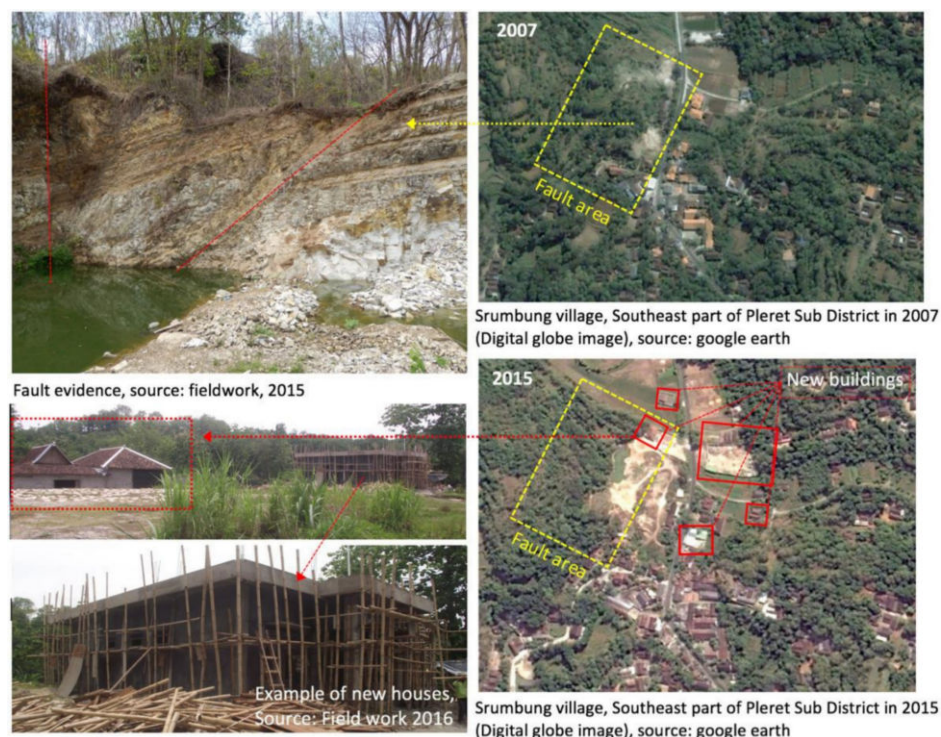 2007
Fault area
Srumbung village, Southeast part of Pleret Sub District in 2007
(Digital globe image), source: google earth
Fault evidence, source: fieldwork, 2015
2015
New buildings
Fault area
Example of new houses,
Source: Field work 2016
Srumbung village, Southeast part of Pleret Sub District in 2015
(Digital globe image), source: google earth